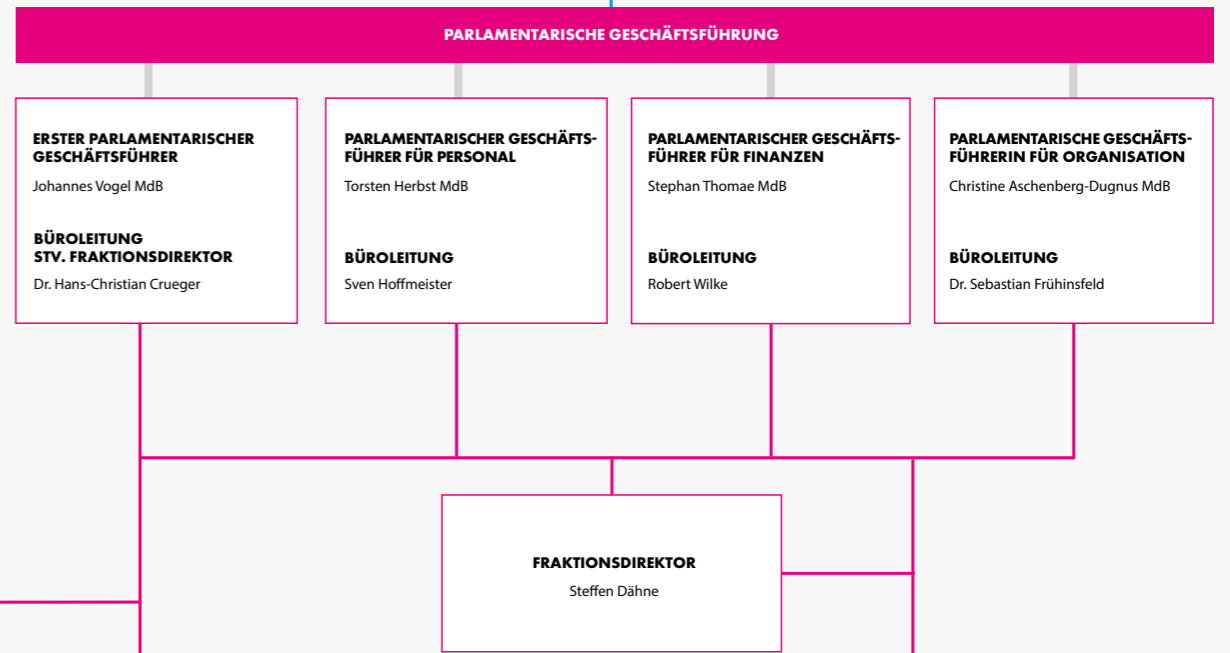 PARLAMENTARISCHE GESCHÄFTSFÜHRUNG
ERSTER PARLAMENTARISCHER
GESCHÄFTSFÜHRER
Johannes Vogel MdB
BÜROLEITUNG
STV. FRAKTIONSDIREKTOR
Dr. Hans-Christian Crueger
PARLAMENTARISCHER GESCHÄFTS-
FÜHRER FÜR PERSONAL
Torsten Herbst MdB
BÜROLEITUNG
Sven Hoffmeister
PARLAMENTARISCHER GESCHÄFTS-
FÜHRER FÜR FINANZEN
Stephan Thomae MdB
BÜROLEITUNG
Robert Wilke
PARLAMENTARISCHE GESCHÄFTS-
FÜHRERIN FÜR ORGANISATION
Christine Aschenberg-Dugnus MdB
BÜROLEITUNG
Dr. Sebastian Frühinsfeld
FRAKTIONSDIREKTOR
Steffen Dähne